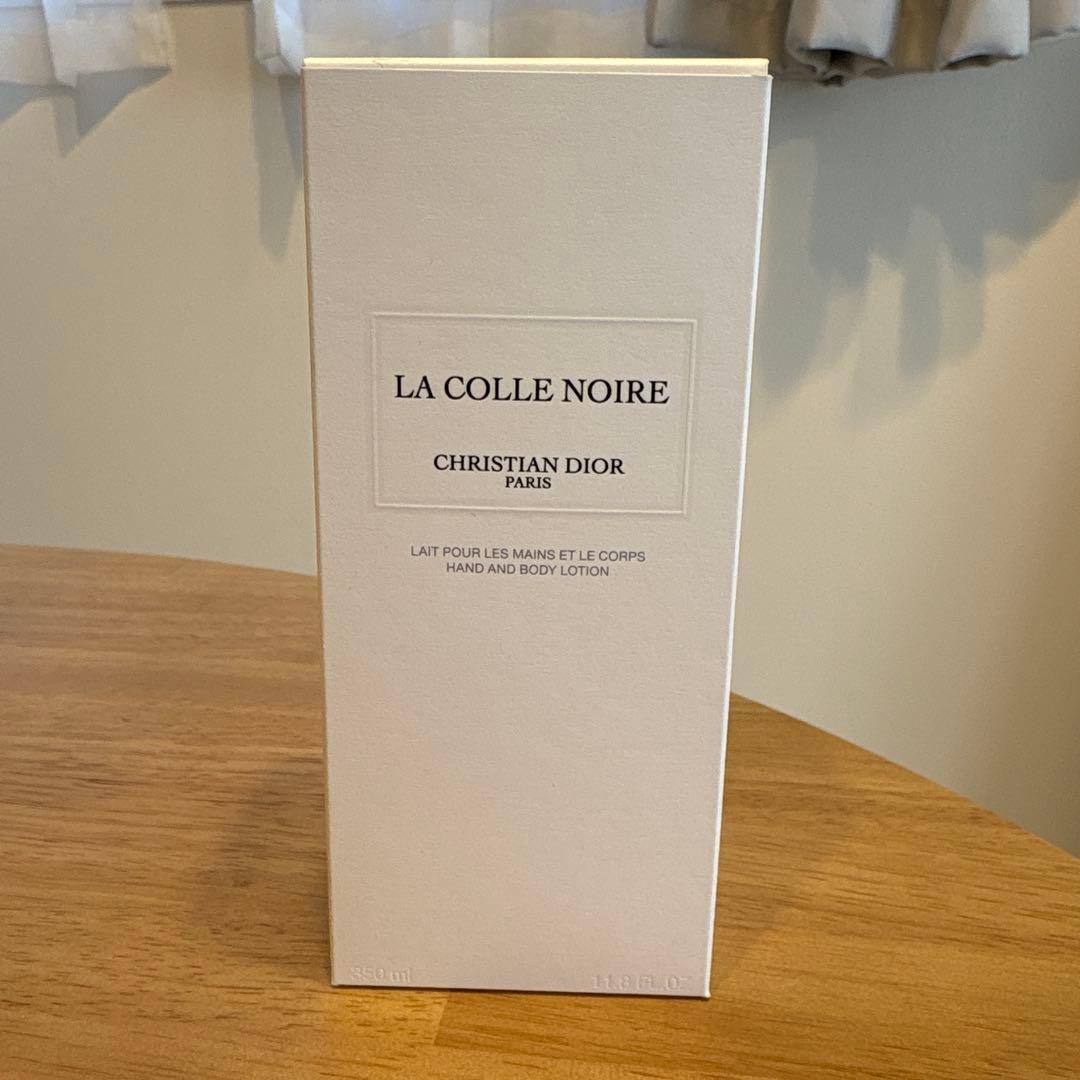 LA COLLE NOIRE
CHRISTIAN DIOR
PARIS
LAIT POUR LES MAINS ET LE CORPS
HAND AND BODY LOTION
350 ml 11.8 FL.OZ